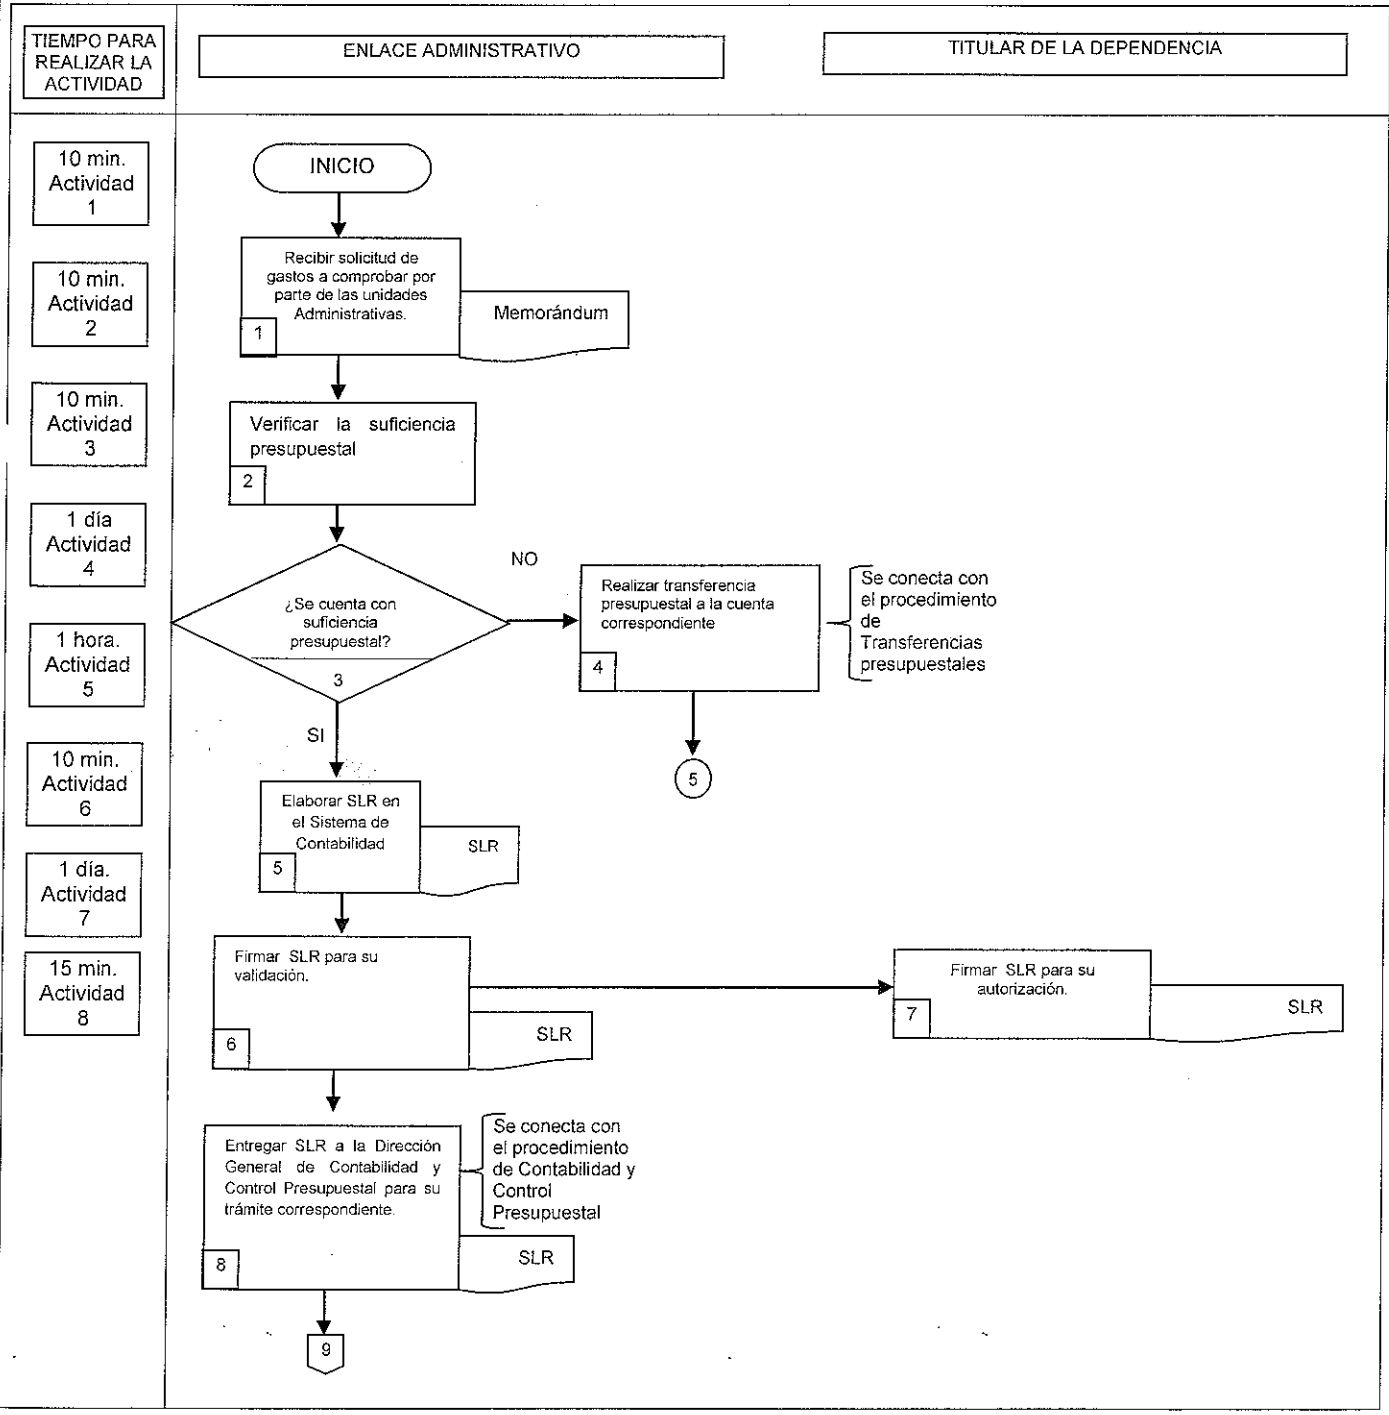 TIEMPO PARA
REALIZAR LA
ACTIVIDAD
ENLACE ADMINISTRATIVO
TITULAR DE LA DEPENDENCIA
10 min.
Actividad
1
10 min.
Actividad
2
10 min.
Actividad
3
1 día
Actividad
4
1 hora.
Actividad
5
10 min.
Actividad
6
1 día.
Actividad
7
15 min.
Actividad
8
INICIO
Recibir solicitud de
gastos a comprobar por
parte de las unidades
Administrativas.
1
Memorándum
Verificar la suficiencia
presupuestal
2
¿Se cuenta con
suficiencia
presupuestal?
3
NO
Realizar transferencia
presupuestal a la cuenta
correspondiente
4
Se conecta con
el procedimiento
de
Transferencias
presupuestales
5
SI
Elaborar SLR en
el Sistema de
Contabilidad
5
SLR
Firmar SLR para su
validación.
6
SLR
Firmar SLR para su
autorización.
7
SLR
Entregar SLR a la Dirección
General de Contabilidad y
Control Presupuestal para su
trámite correspondiente.
8
Se conecta con
el procedimiento
de Contabilidad y
Control
Presupuestal
SLR
9